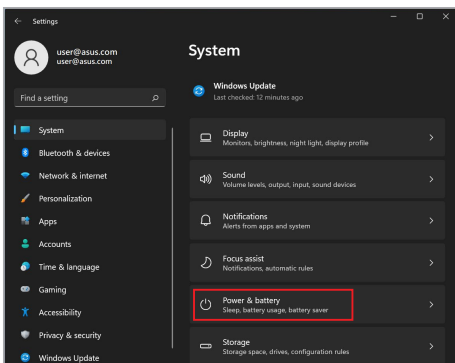 Settings
user@asus.com
user@asus.com
Find a setting
System
Bluetooth & devices
Network & internet
Personalization
Apps
Accounts
Time & language
Gaming
Accessibility
Privacy & security
Windows Update
System
Windows Update
Last checked: 12 minutes ago
Display
Monitors, brightness, night light, display profile
Sound
Volume levels, output, input, sound devices
Notifications
Alerts from apps and system
Focus assist
Notifications, automatic rules
Power & battery
Sleep, battery usage, battery saver
Storage
Storage space, drives, configuration rules